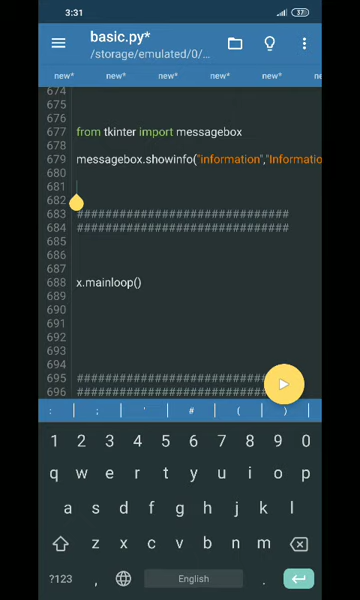 3:31 37
basic.py*
/storage/emulated/0/...
new* new* new* new* new* ne
674
675
676
677 from tkinter import messagebox
678
679 messagebox.showinfo("information","Informatio
680
681
682
683 ##############################
684 ##############################
685
686
687
688 x.mainloop()
689
690
691
692
693
694
695 ###########################
696 ###########################
: ; ' # ( )
1 2 3 4 5 6 7 8 9 0
q w e r t y u i o p
a s d f g h j k l
z x c v b n m
?123 , English .